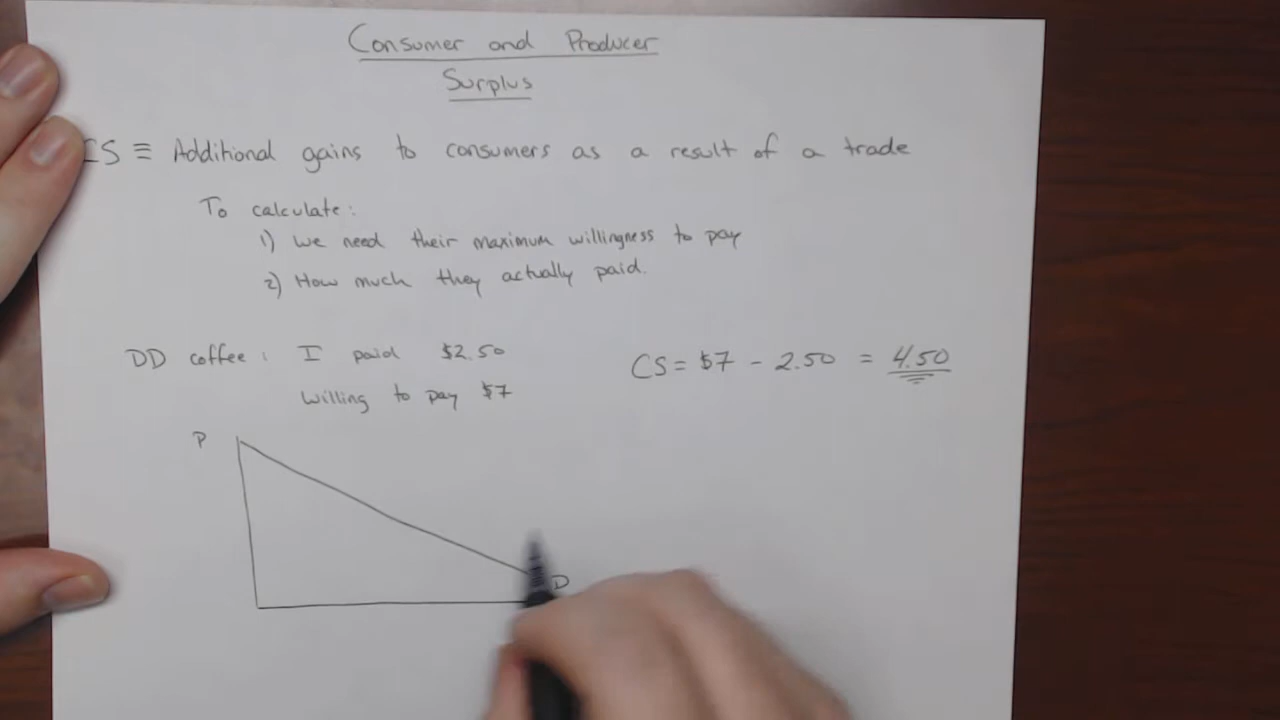 Consumer and Producer
Surplus
CS ≡ Additional gains to consumers as a result of a trade
To calculate:
1) We need their maximum willingness to pay
2) How much they actually paid.
DD coffee: I paid $2.50
CS = $7 - 2.50 = 4.50
Willing to pay $7
P
D